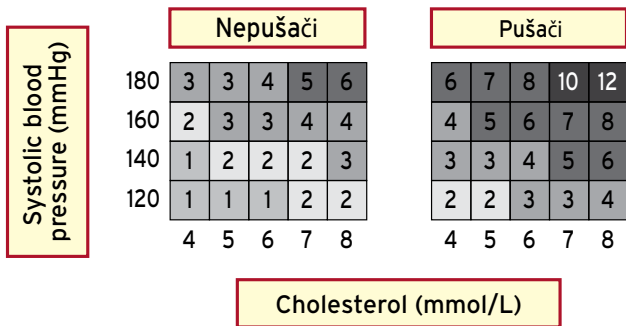 Nepušači Pušači
Systolic blood
pressure (mmHg)
180 3 3 4 5 6 6 7 8 10 12
160 2 3 3 4 4 4 5 6 7 8
140 1 2 2 2 3 3 3 4 5 6
120 1 1 1 2 2 2 2 3 3 4
4 5 6 7 8 4 5 6 7 8
Cholesterol (mmol/L)